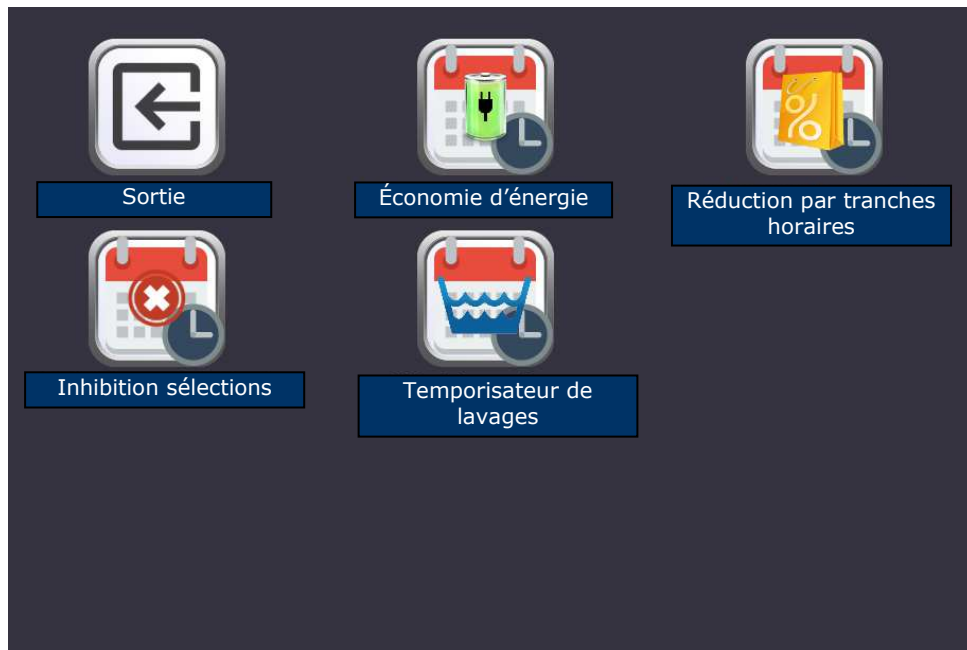 Sortie
Économie d’énergie
Réduction par tranches
horaires
Inhibition sélections
Temporisateur de
lavages